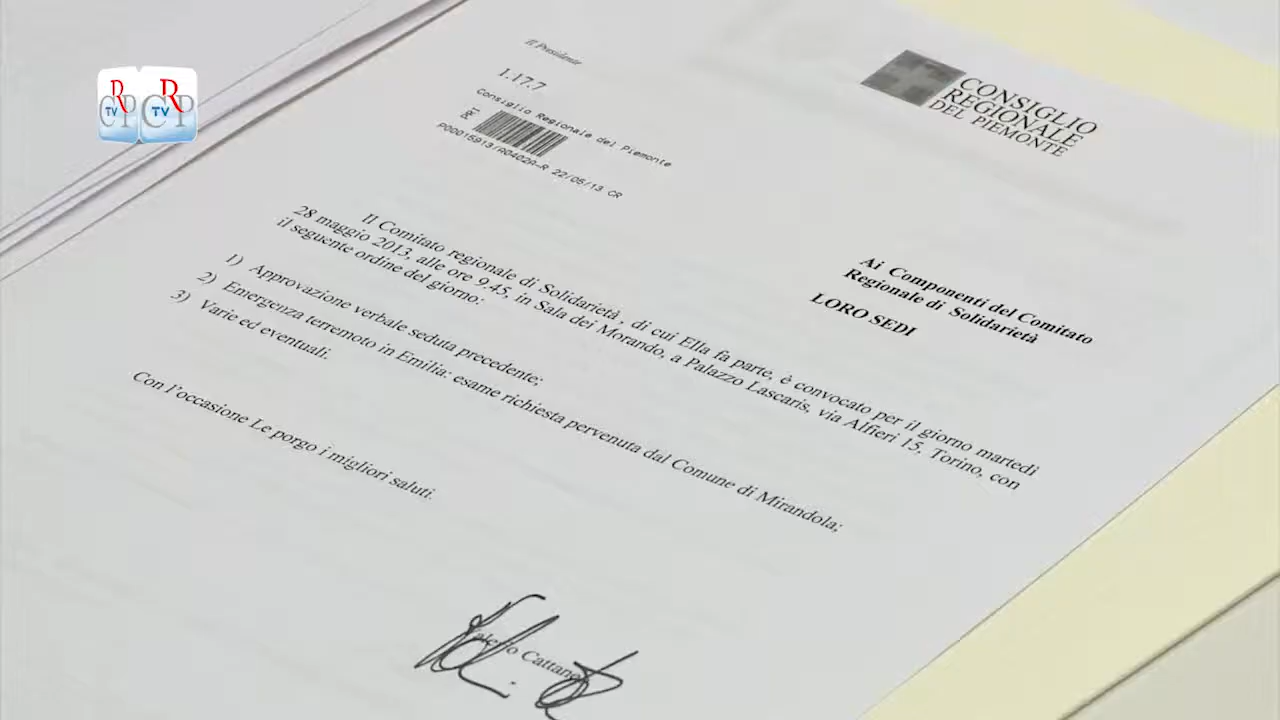 R
TV
CP
R
TV
CP
Il Presidente
1.17.7
Consiglio Regionale del Piemonte
P00015913/A0402A-R 22/05/13 CR
CONSIGLIO
REGIONALE
DEL PIEMONTE
Ai Componenti del Comitato
Regionale di Solidarietà
LORO SEDI
Il Comitato regionale di Solidarietà , di cui Ella fa parte, è convocato per il giorno martedì
28 maggio 2013, alle ore 9,45, in Sala dei Morando, a Palazzo Lascaris, via Alfieri 15, Torino, con
il seguente ordine del giorno:
1) Approvazione verbale seduta precedente;
2) Emergenza terremoto in Emilia: esame richiesta pervenuta dal Comune di Mirandola;
3) Varie ed eventuali.
Con l'occasione Le porgo i migliori saluti.
Cattaneo